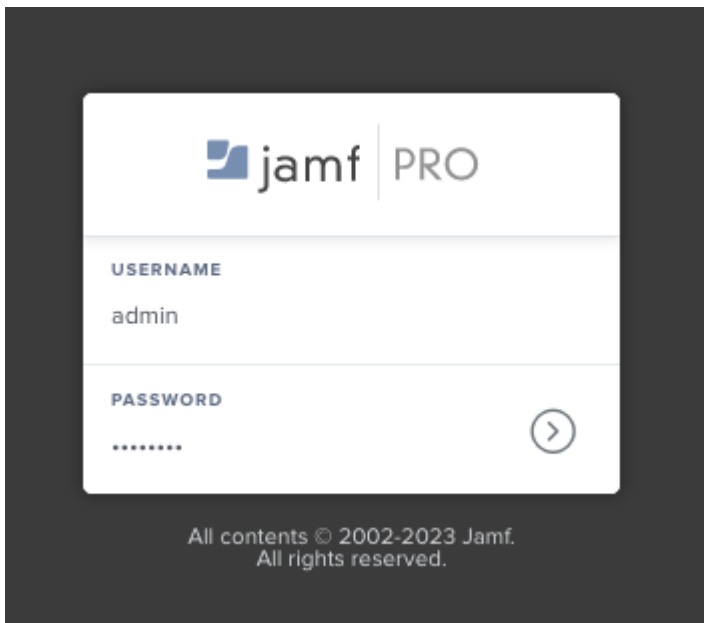 jamf PRO
USERNAME
admin
PASSWORD
••••••••
All contents © 2002-2023 Jamf.
All rights reserved.